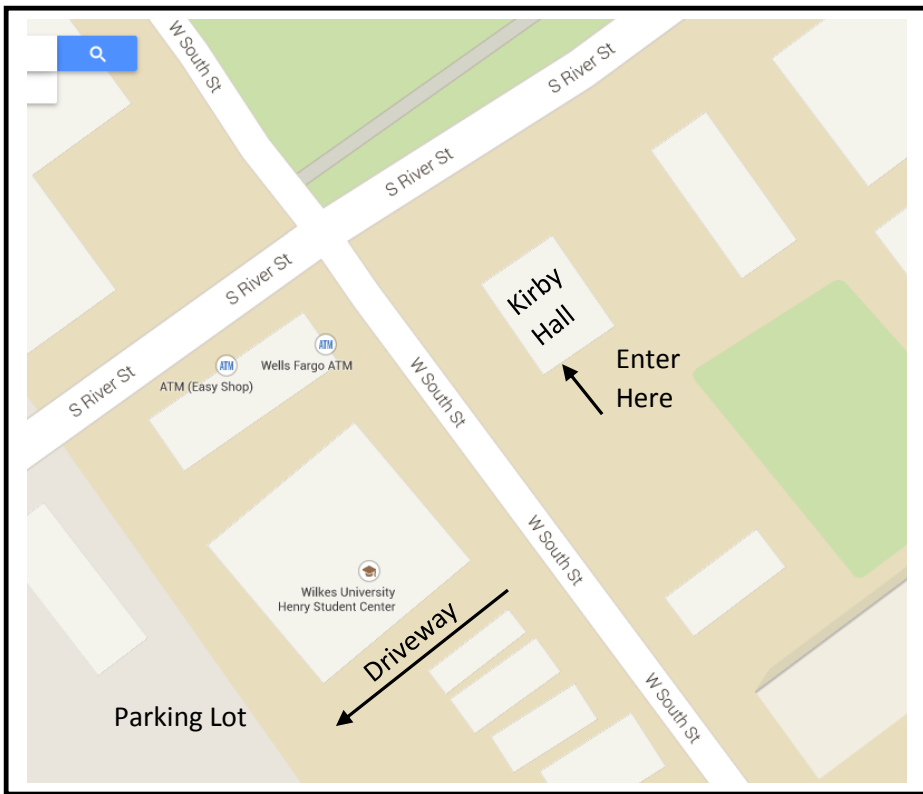 W South St
S River St
S River St
S River St
Kirby
Hall
ATM
Wells Fargo ATM
ATM
ATM (Easy Shop)
S River St
Enter
Here
W South St
W South St
Wilkes University
Henry Student Center
Driveway
W South St
Parking Lot